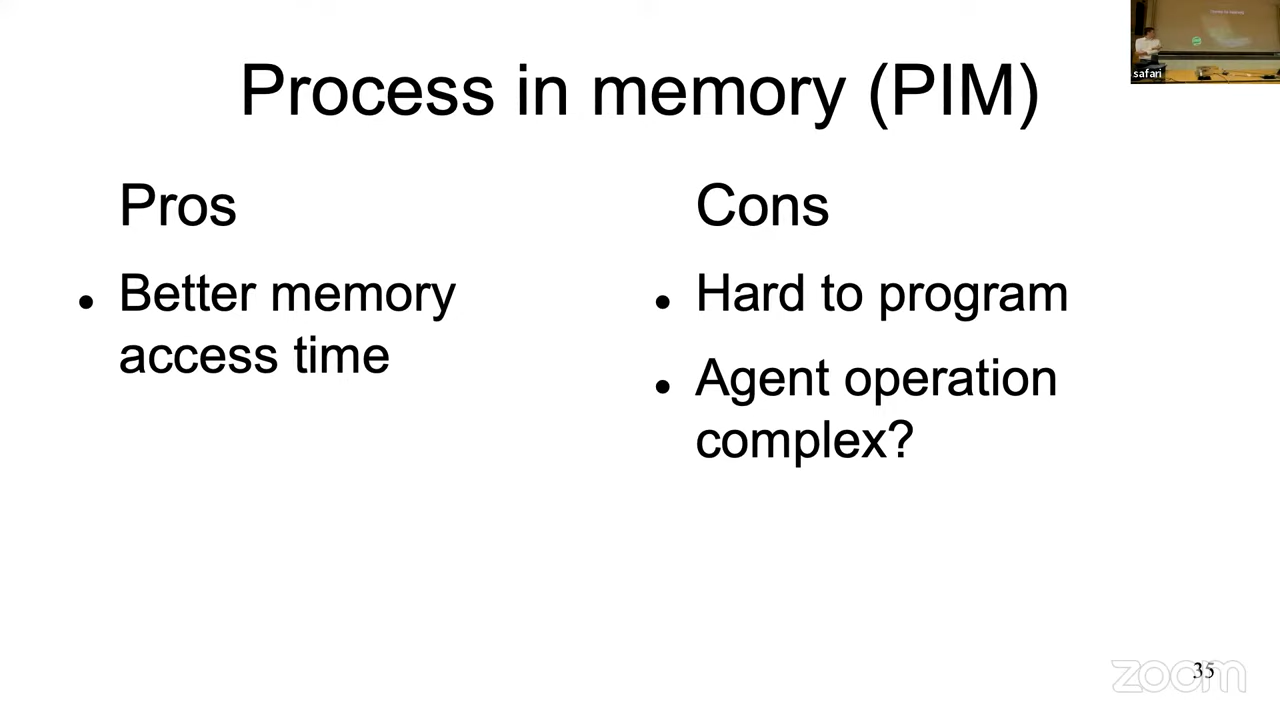 Process in memory (PIM)
Pros
Better memory
access time
Cons
Hard to program
Agent operation
complex?
safari
35
zoom